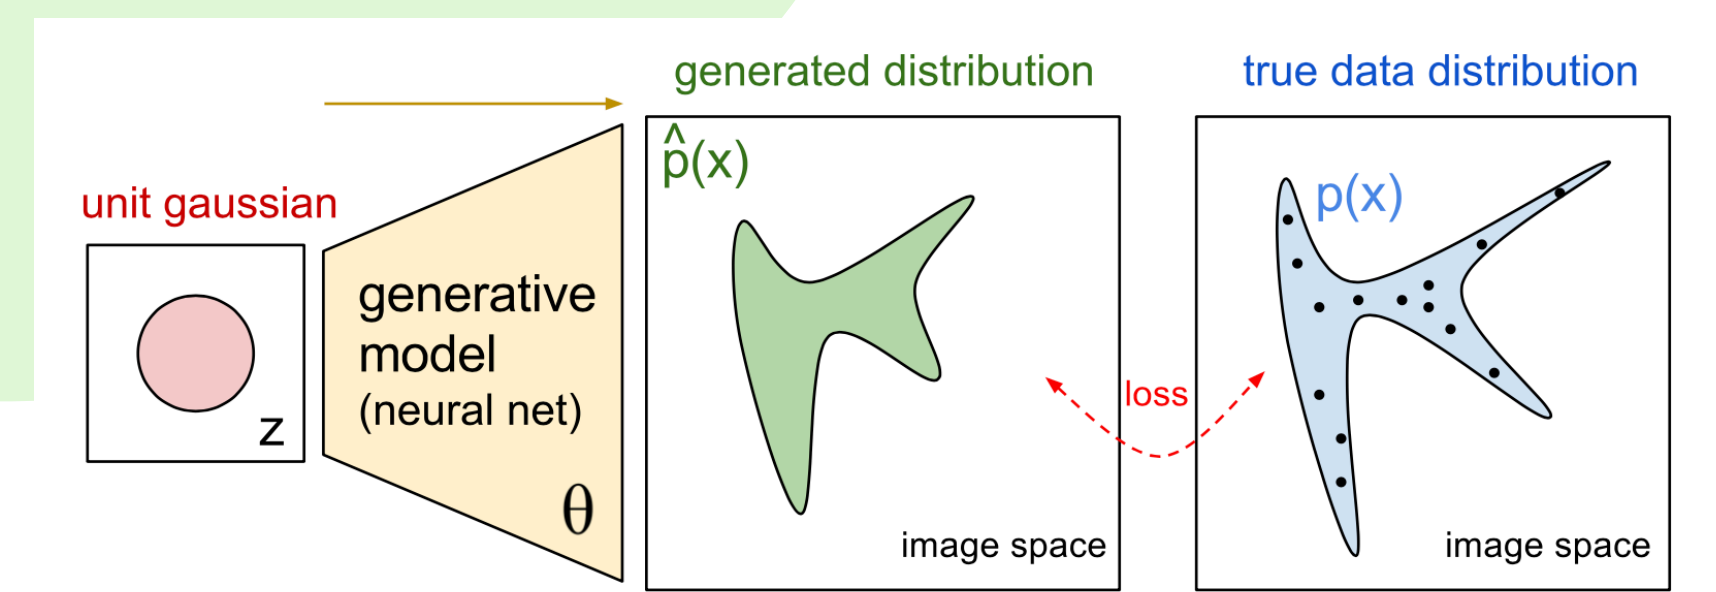 unit gaussian
z
generative
model
(neural net)
θ
generated distribution
p̂(x)
image space
loss
true data distribution
p(x)
image space